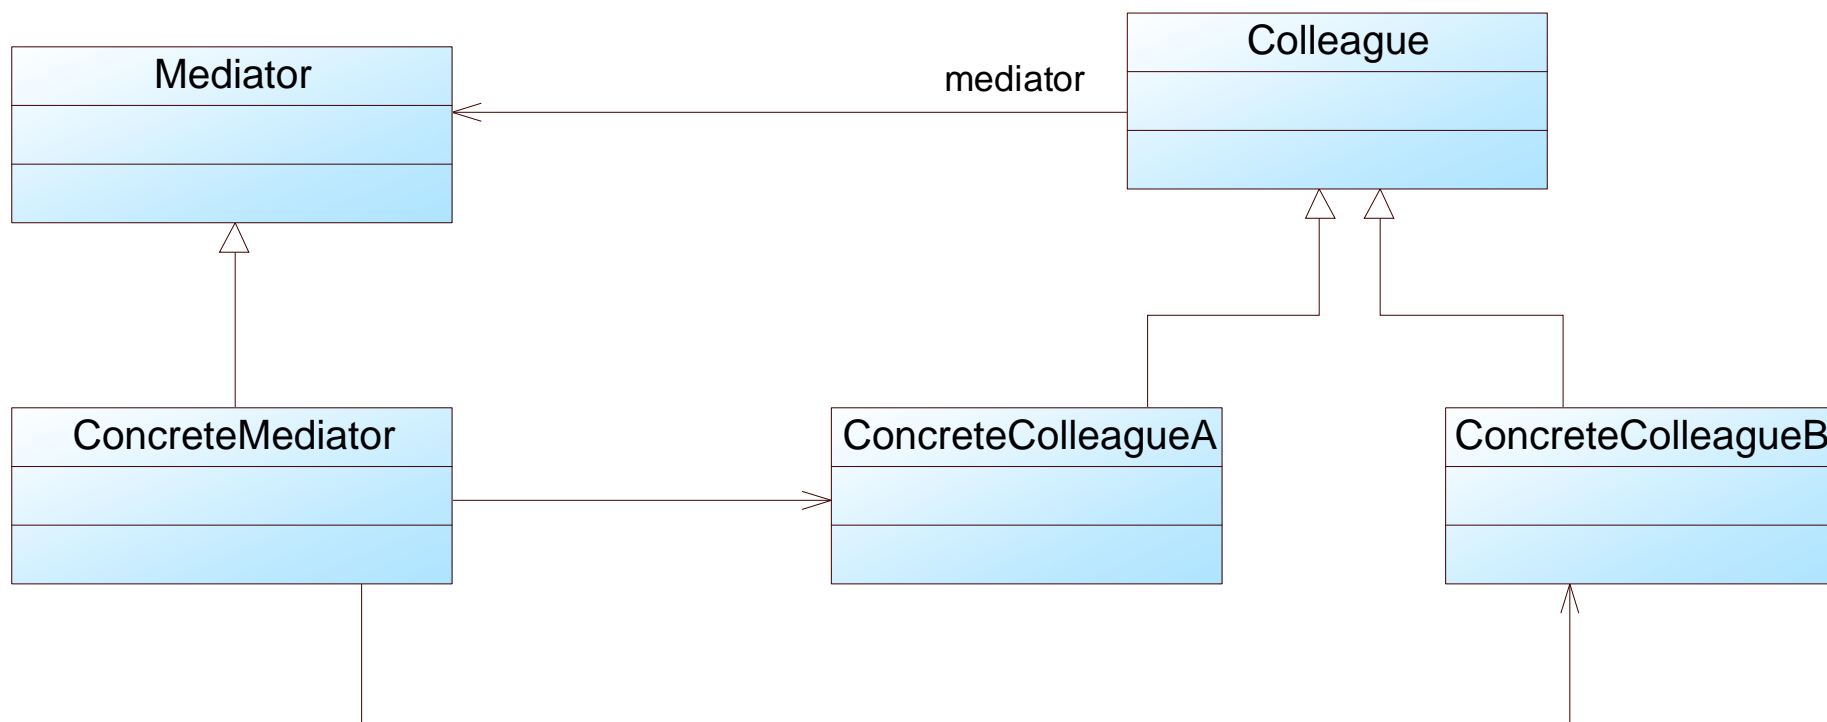 Colleague
Mediator
mediator
ConcreteMediator
ConcreteColleagueA
ConcreteColleagueB